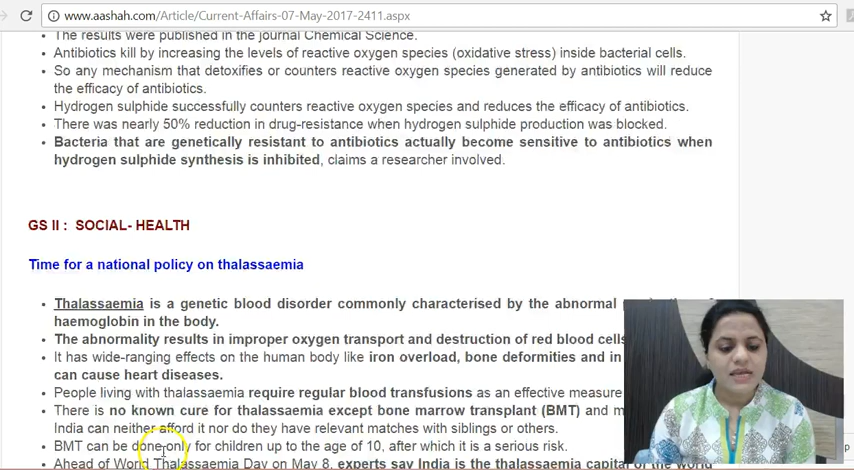 www.aashah.com/Article/Current-Affairs-07-May-2017-2411.aspx
The results were published in the journal Chemical Science.
Antibiotics kill by increasing the levels of reactive oxygen species (oxidative stress) inside bacterial cells.
So any mechanism that detoxifies or counters reactive oxygen species generated by antibiotics will reduce
the efficacy of antibiotics.
Hydrogen sulphide successfully counters reactive oxygen species and reduces the efficacy of antibiotics.
There was nearly 50% reduction in drug-resistance when hydrogen sulphide production was blocked.
Bacteria that are genetically resistant to antibiotics actually become sensitive to antibiotics when
hydrogen sulphide synthesis is inhibited, claims a researcher involved.
GS II : SOCIAL- HEALTH
Time for a national policy on thalassaemia
Thalassaemia is a genetic blood disorder commonly characterised by the abnormal
haemoglobin in the body.
The abnormality results in improper oxygen transport and destruction of red blood cells
It has wide-ranging effects on the human body like iron overload, bone deformities and in
can cause heart diseases.
People living with thalassaemia require regular blood transfusions as an effective measure
There is no known cure for thalassaemia except bone marrow transplant (BMT) and
India can neither afford it nor do they have relevant matches with siblings or others.
BMT can be done only for children up to the age of 10, after which it is a serious risk.
Ahead of World Thalassaemia Day on May 8, experts say India is the thalassaemia capital of the world